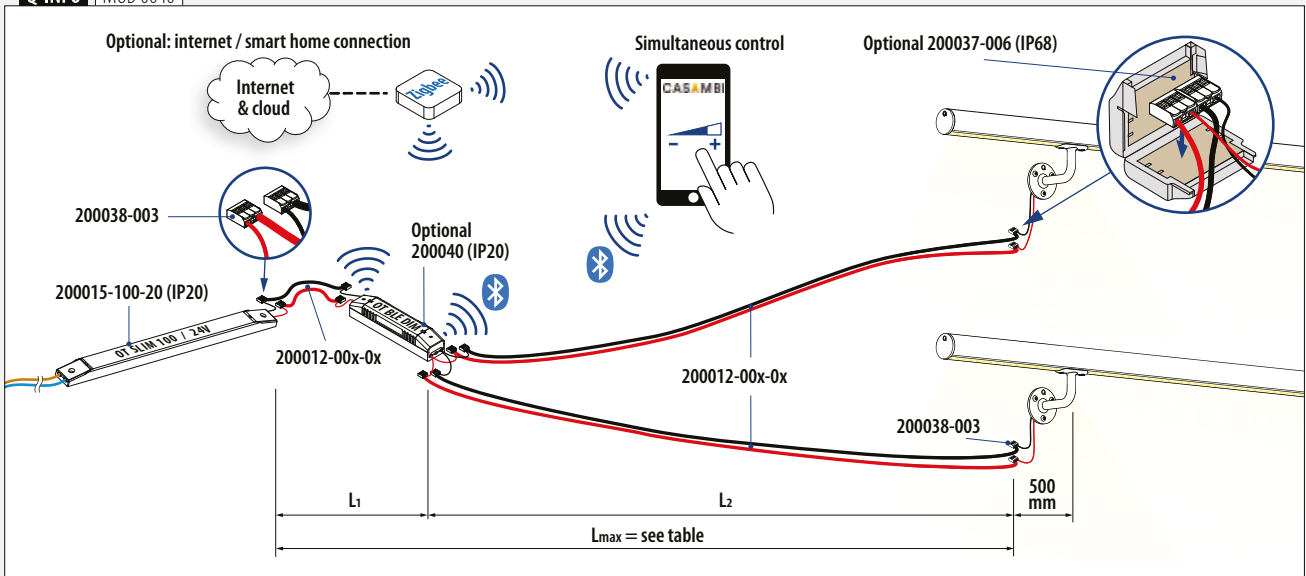 Q-INFO
Optional: internet / smart home connection
Internet
& cloud
Zigbee
Simultaneous control
CASAMBI
- +
Optional 200037-006 (IP68)
200038-003
Optional
200040 (IP20)
200015-100-20 (IP20)
OT SLIM 100 / 24V
OT BLE DIM
200012-00x-0x
200012-00x-0x
200038-003
L1
L2
500
mm
Lmax = see table